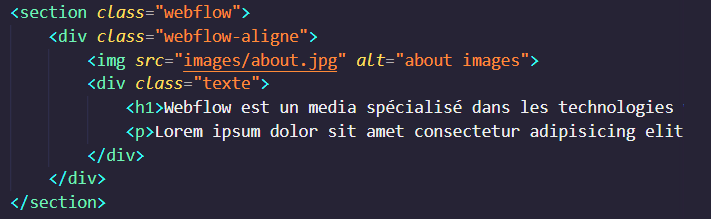 <section class="webflow">
<div class="webflow-aligne">
<img src="images/about.jpg" alt="about images">
<div class="texte">
<h1>Webflow est un media spécialisé dans les technologies
<p>Lorem ipsum dolor sit amet consectetur adipisicing elit
</div>
</div>
</section>